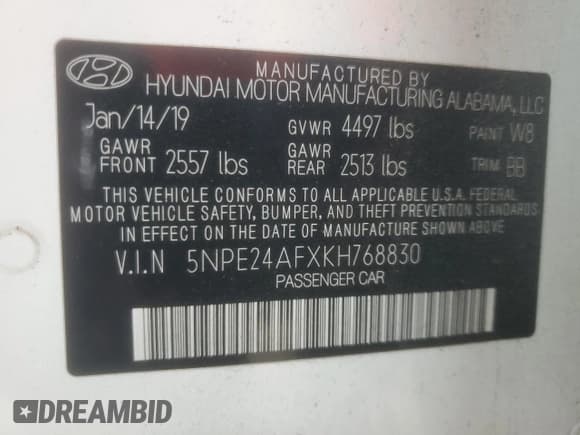 MANUFACTURED BY
HYUNDAI MOTOR MANUFACTURING ALABAMA, LLC
Jan/14/19 GVWR 4497 lbs PAINT W8
GAWR FRONT 2557 lbs GAWR REAR 2513 lbs TRIM BB
THIS VEHICLE CONFORMS TO ALL APPLICABLE U.S.A. FEDERAL
MOTOR VEHICLE SAFETY, BUMPER, AND THEFT PREVENTION STANDARDS
IN EFFECT ON THE DATE OF MANUFACTURE SHOWN ABOVE.
V.I.N 5NPE24AFXKH768830
PASSENGER CAR
DREAMBID